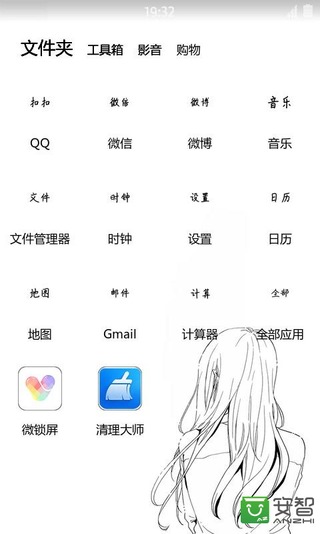 19:32
文件夹 工具箱 影音 购物
扣扣 微信 微博 音乐
QQ 微信 微博 音乐
文件 时钟 设置 日历
文件管理器 时钟 设置 日历
地图 邮件 计算 全部
地图 Gmail 计算器 全部应用
微锁屏 清理大师
安智
ANZHI